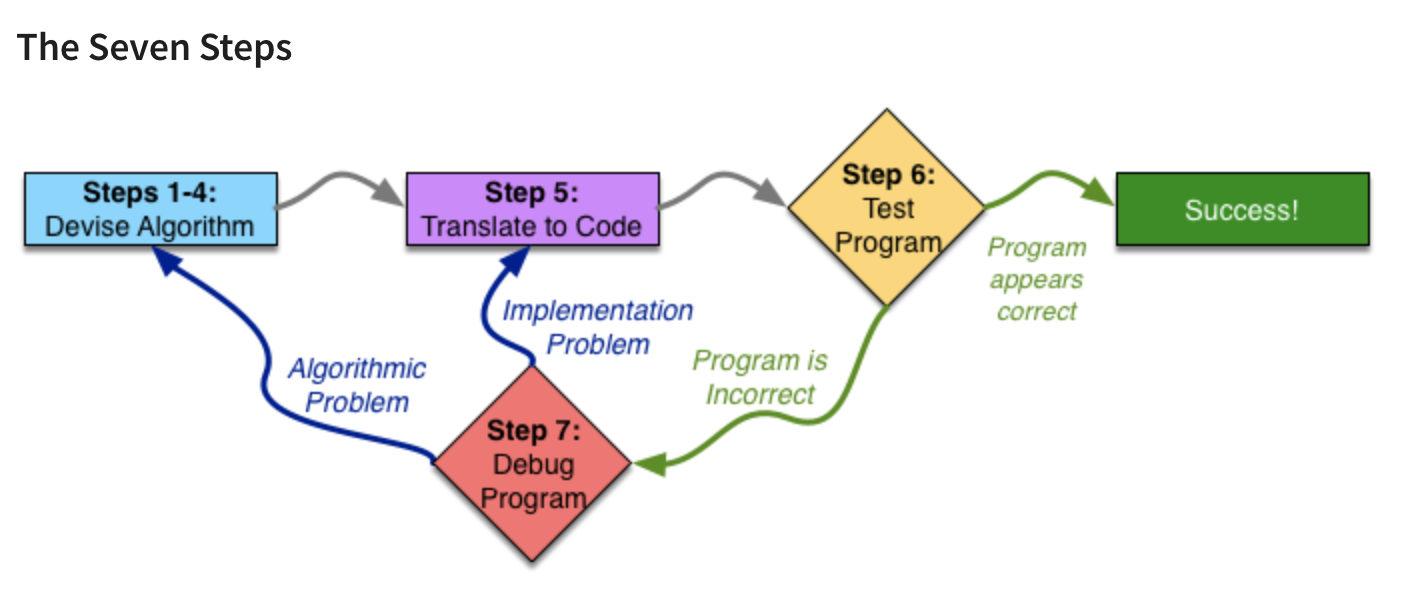 The Seven Steps
Steps 1-4:
Devise Algorithm
Step 5:
Translate to Code
Step 6:
Test
Program
Success!
Program
appears
correct
Implementation
Problem
Program is
Incorrect
Algorithmic
Problem
Step 7:
Debug
Program